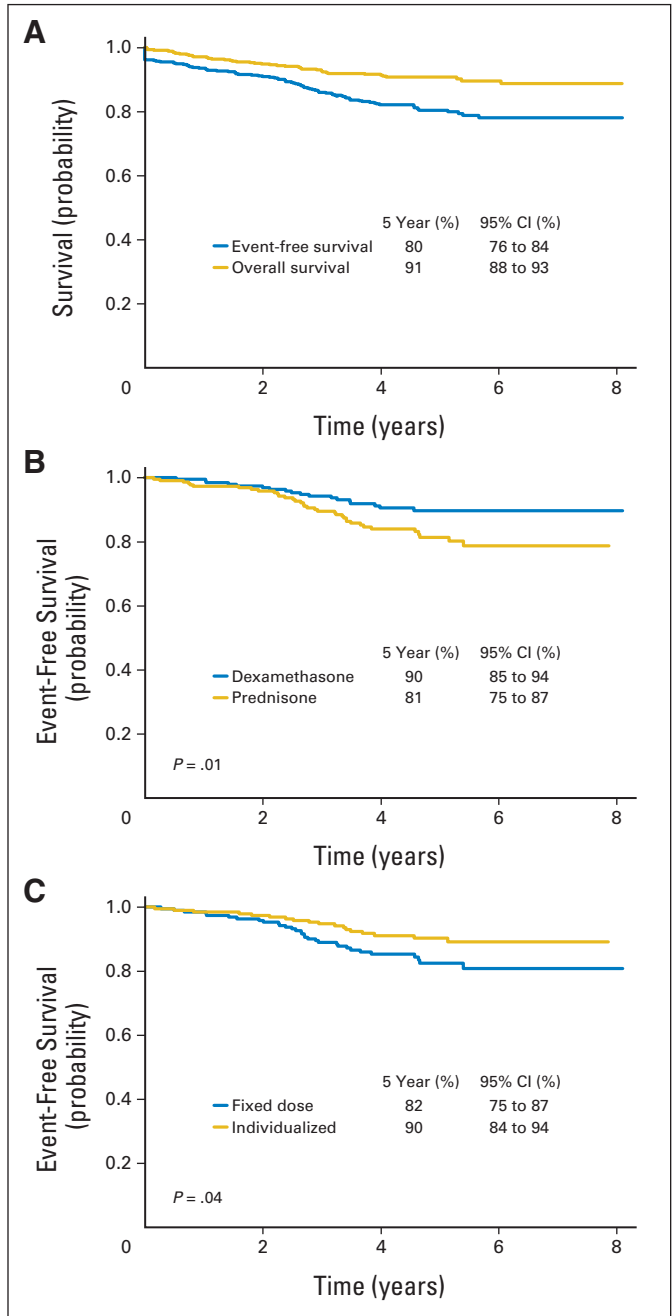 A
1.0
0.8
0.6
0.4
0.2
0
2
4
6
8
Survival (probability)
Time (years)
5 Year (%) 95% CI (%)
Event-free survival 80 76 to 84
Overall survival 91 88 to 93
B
1.0
0.8
0.6
0.4
0.2
0
2
4
6
8
Event-Free Survival
(probability)
Time (years)
5 Year (%) 95% CI (%)
Dexamethasone 90 85 to 94
Prednisone 81 75 to 87
P = .01
C
1.0
0.8
0.6
0.4
0.2
0
2
4
6
8
Event-Free Survival
(probability)
Time (years)
5 Year (%) 95% CI (%)
Fixed dose 82 75 to 87
Individualized 90 84 to 94
P = .04